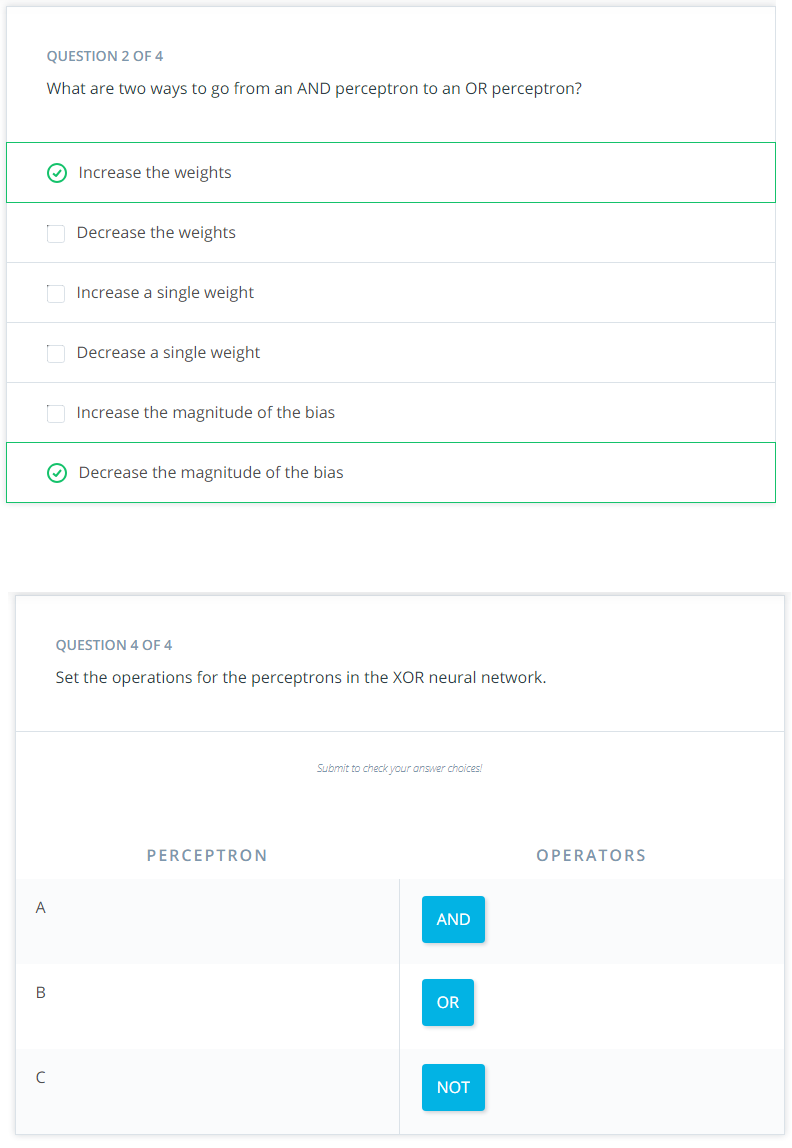 QUESTION 2 OF 4
What are two ways to go from an AND perceptron to an OR perceptron?
Increase the weights
Decrease the weights
Increase a single weight
Decrease a single weight
Increase the magnitude of the bias
Decrease the magnitude of the bias
QUESTION 4 OF 4
Set the operations for the perceptrons in the XOR neural network.
Submit to check your answer choices!
PERCEPTRON OPERATORS
A AND
B OR
C NOT